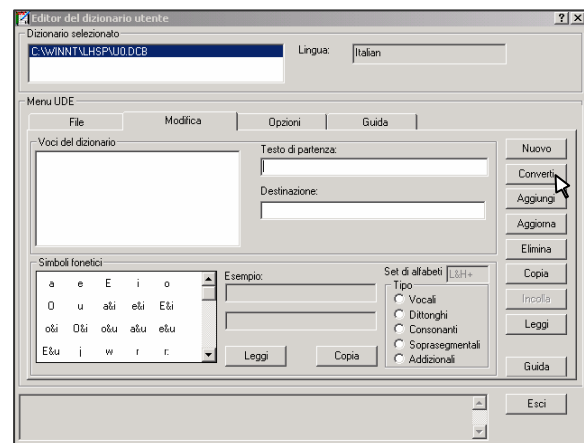 Editor del dizionario utente
Dizionario selezionato
C:\WINNT\LHSP\U0.DCB
Lingua: Italian
Menu UDE
File Modifica Opzioni Guida
Voci del dizionario
Testo di partenza:
Destinazione:
Nuovo
Converti
Aggiungi
Aggiorna
Elimina
Copia
Incolla
Leggi
Guida
Simboli fonetici
a e E i o
O u a&i e&i E&i
o&i O&i o&u a&u e&u
E&u j w r r:
Esempio:
Leggi Copia
Set di alfabeti L&H+
Tipo
Vocali
Dittonghi
Consonanti
Soprasegmentali
Addizionali
Esci